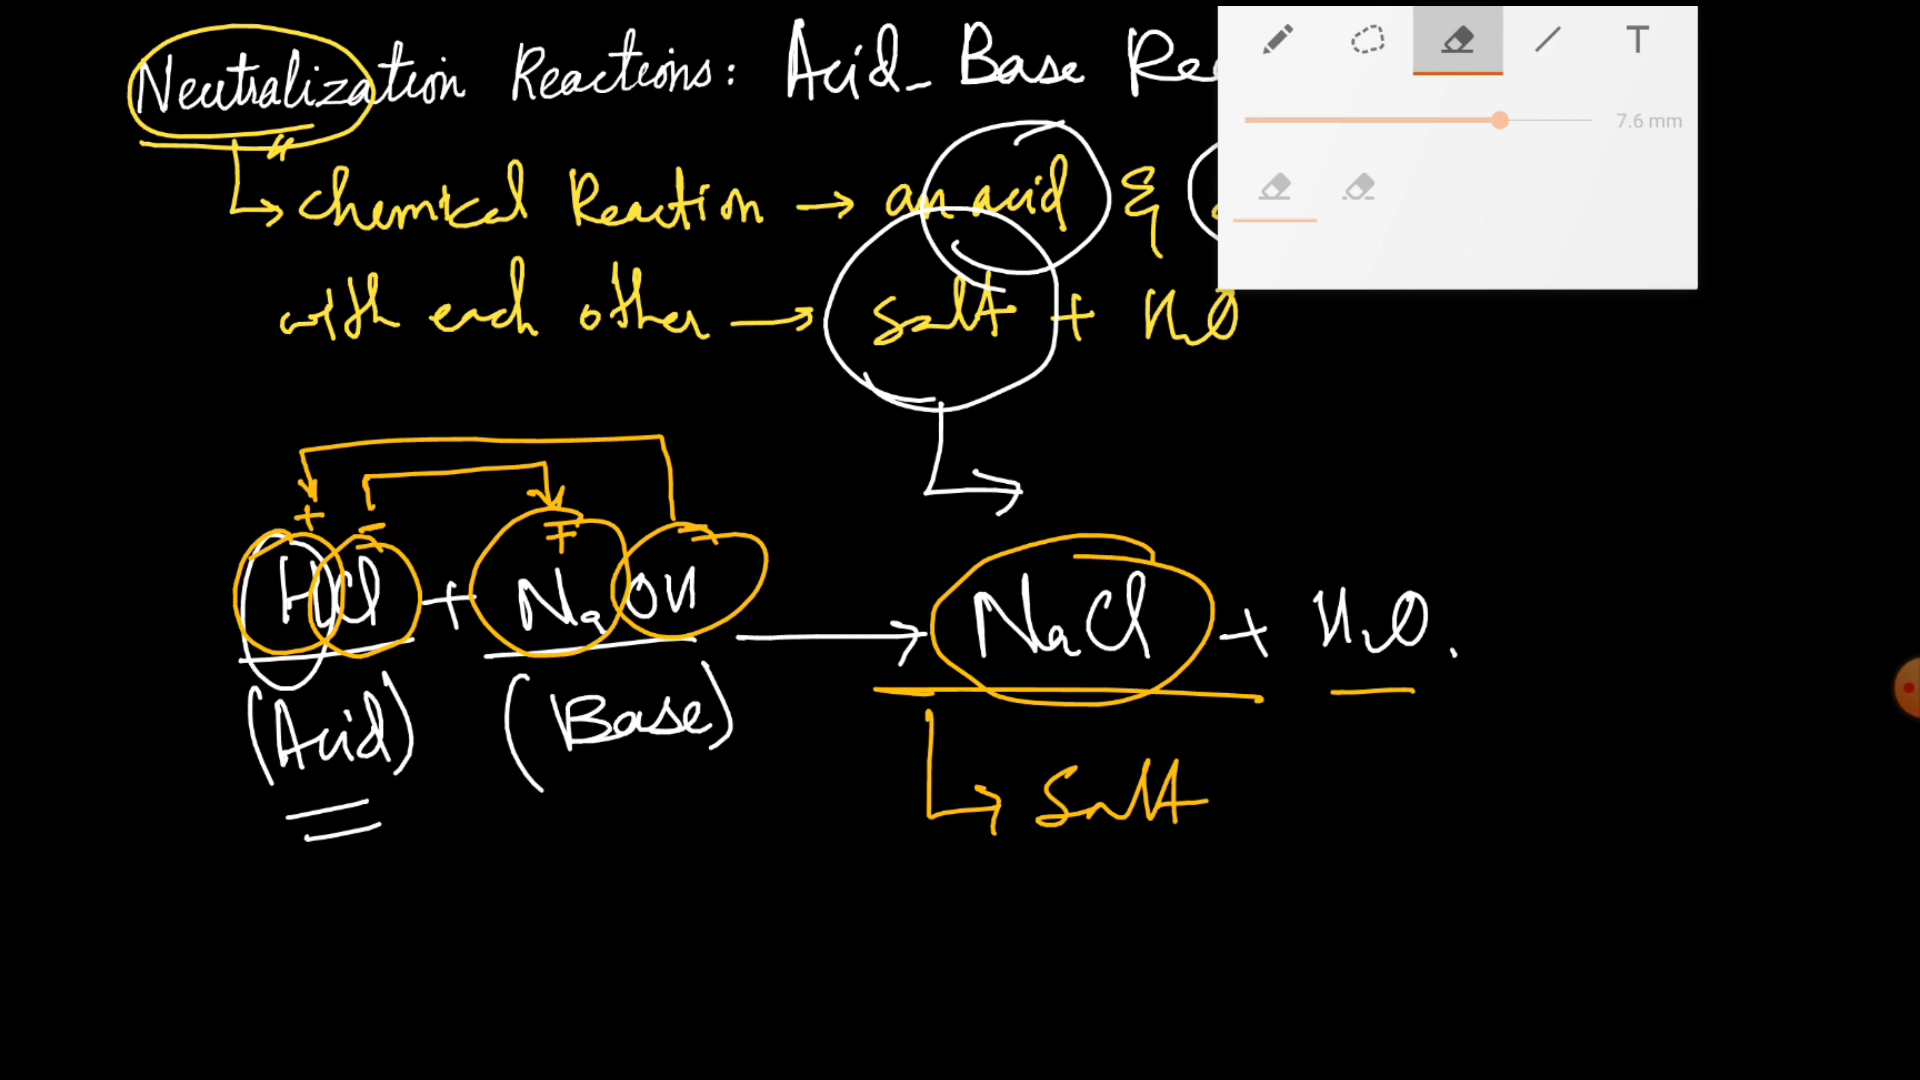 Neutralization Reactions: Acid-Base Re
T
7.6 mm
↳ chemical Reaction → an acid &
with each other → salt + H₂O
+ - + -
HCl + NaOH → NaCl + H₂O.
(Acid) (Base)
↳ Salt